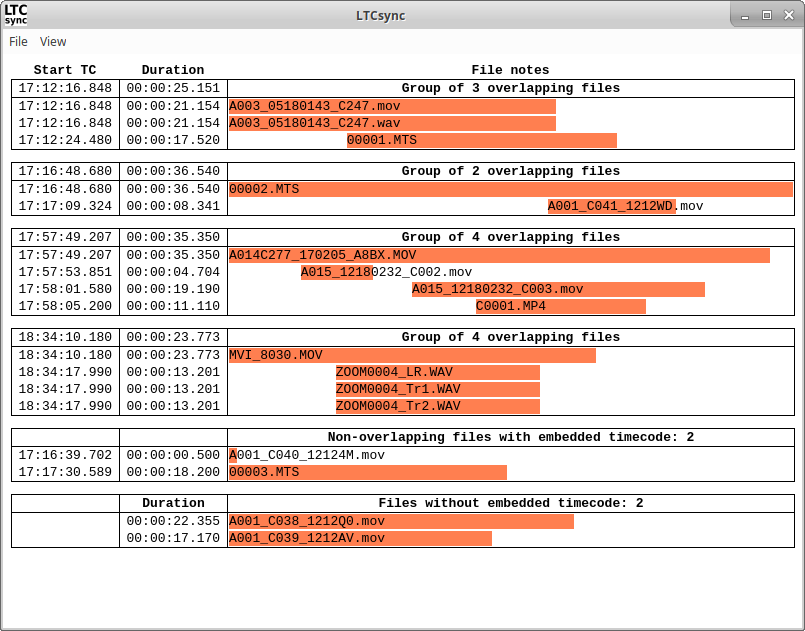 LTC
sync
LTCsync
File View
Start TC Duration File notes
17:12:16.848 00:00:25.151 Group of 3 overlapping files
17:12:16.848 00:00:21.154 A003_05180143_C247.mov
17:12:16.848 00:00:21.154 A003_05180143_C247.wav
17:12:24.480 00:00:17.520 00001.MTS
17:16:48.680 00:00:36.540 Group of 2 overlapping files
17:16:48.680 00:00:36.540 00002.MTS
17:17:09.324 00:00:08.341 A001_C041_1212WD.mov
17:57:49.207 00:00:35.350 Group of 4 overlapping files
17:57:49.207 00:00:35.350 A014C277_170205_A8BX.MOV
17:57:53.851 00:00:04.704 A015_12180232_C002.mov
17:58:01.580 00:00:19.190 A015_12180232_C003.mov
17:58:05.200 00:00:11.110 C0001.MP4
18:34:10.180 00:00:23.773 Group of 4 overlapping files
18:34:10.180 00:00:23.773 MVI_8030.MOV
18:34:17.990 00:00:13.201 ZOOM0004_LR.WAV
18:34:17.990 00:00:13.201 ZOOM0004_Tr1.WAV
18:34:17.990 00:00:13.201 ZOOM0004_Tr2.WAV
Non-overlapping files with embedded timecode: 2
17:16:39.702 00:00:00.500 A001_C040_12124M.mov
17:17:30.589 00:00:18.200 00003.MTS
Duration Files without embedded timecode: 2
00:00:22.355 A001_C038_1212Q0.mov
00:00:17.170 A001_C039_1212AV.mov